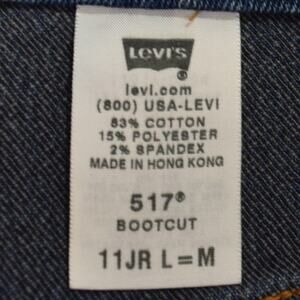 Levi's®
levi.com
(800) USA-LEVI
83% COTTON
15% POLYESTER
2% SPANDEX
MADE IN HONG KONG
517®
BOOTCUT
11JR L=M